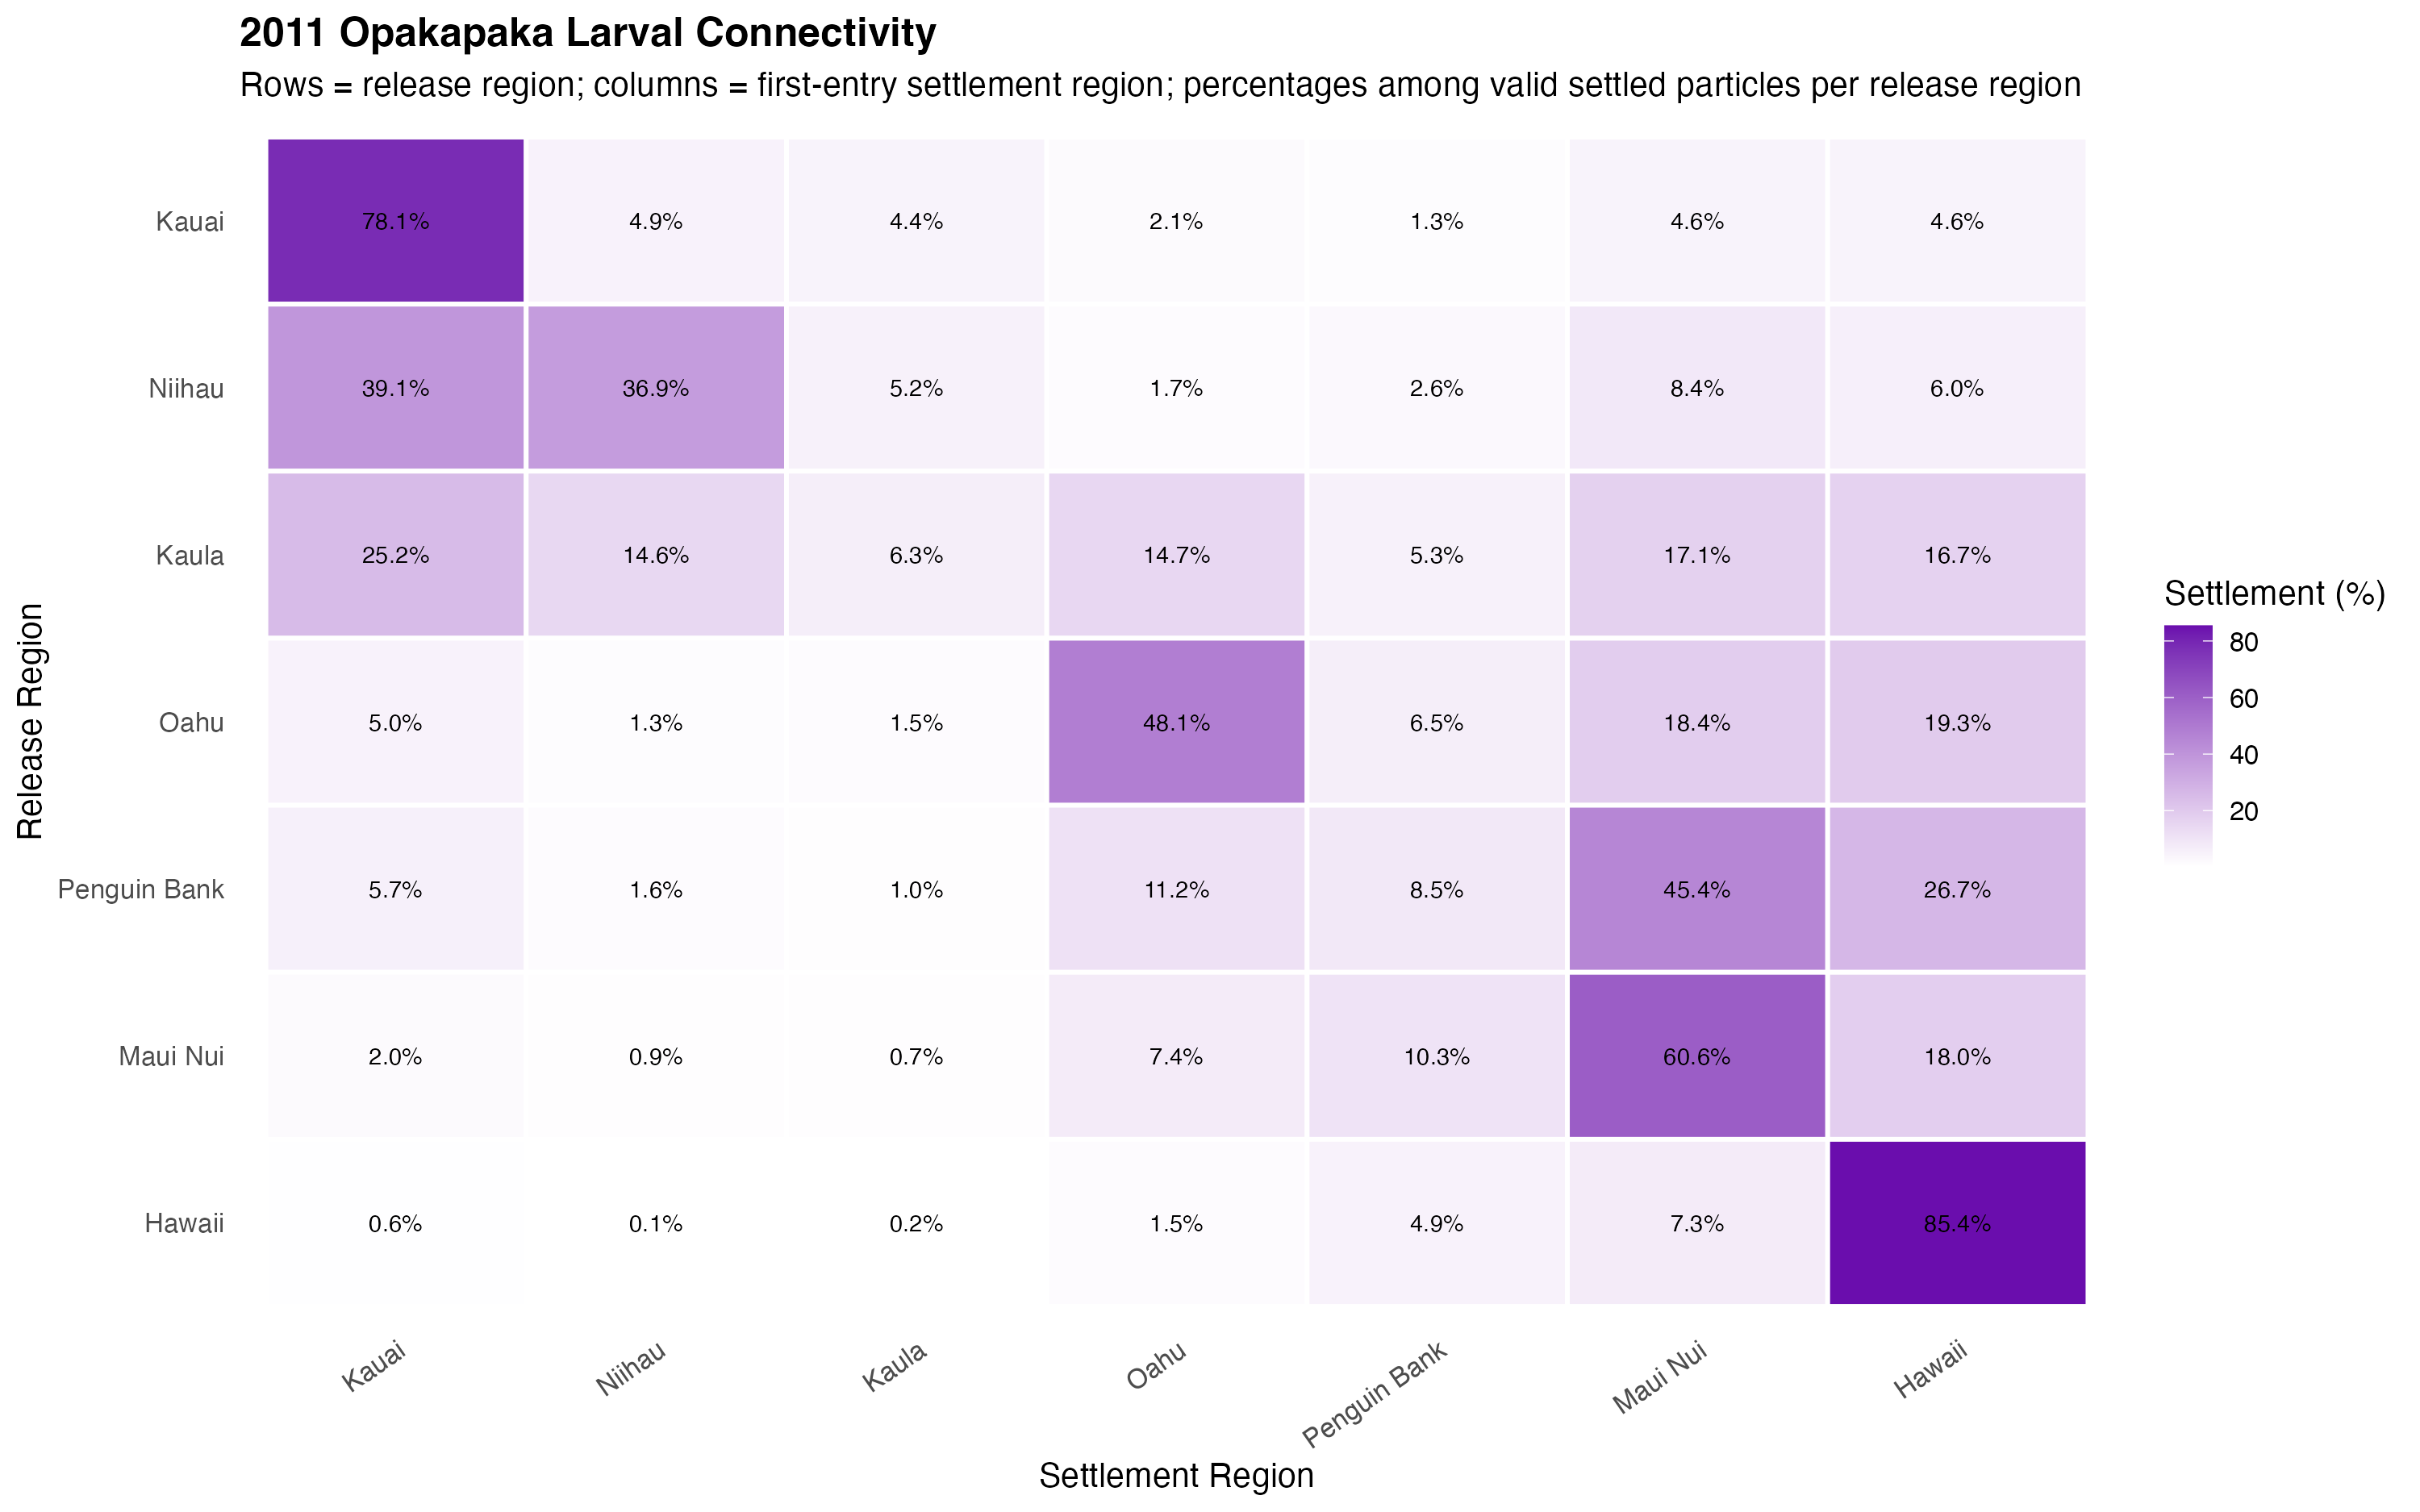 2011 Opakapaka Larval Connectivity
Rows = release region; columns = first-entry settlement region; percentages among valid settled particles per release region
Release Region
Kauai 78.1% 4.9% 4.4% 2.1% 1.3% 4.6% 4.6%
Niihau 39.1% 36.9% 5.2% 1.7% 2.6% 8.4% 6.0%
Kaula 25.2% 14.6% 6.3% 14.7% 5.3% 17.1% 16.7%
Oahu 5.0% 1.3% 1.5% 48.1% 6.5% 18.4% 19.3%
Penguin Bank 5.7% 1.6% 1.0% 11.2% 8.5% 45.4% 26.7%
Maui Nui 2.0% 0.9% 0.7% 7.4% 10.3% 60.6% 18.0%
Hawaii 0.6% 0.1% 0.2% 1.5% 4.9% 7.3% 85.4%
Kauai Niihau Kaula Oahu Penguin Bank Maui Nui Hawaii
Settlement Region
Settlement (%)
80
60
40
20